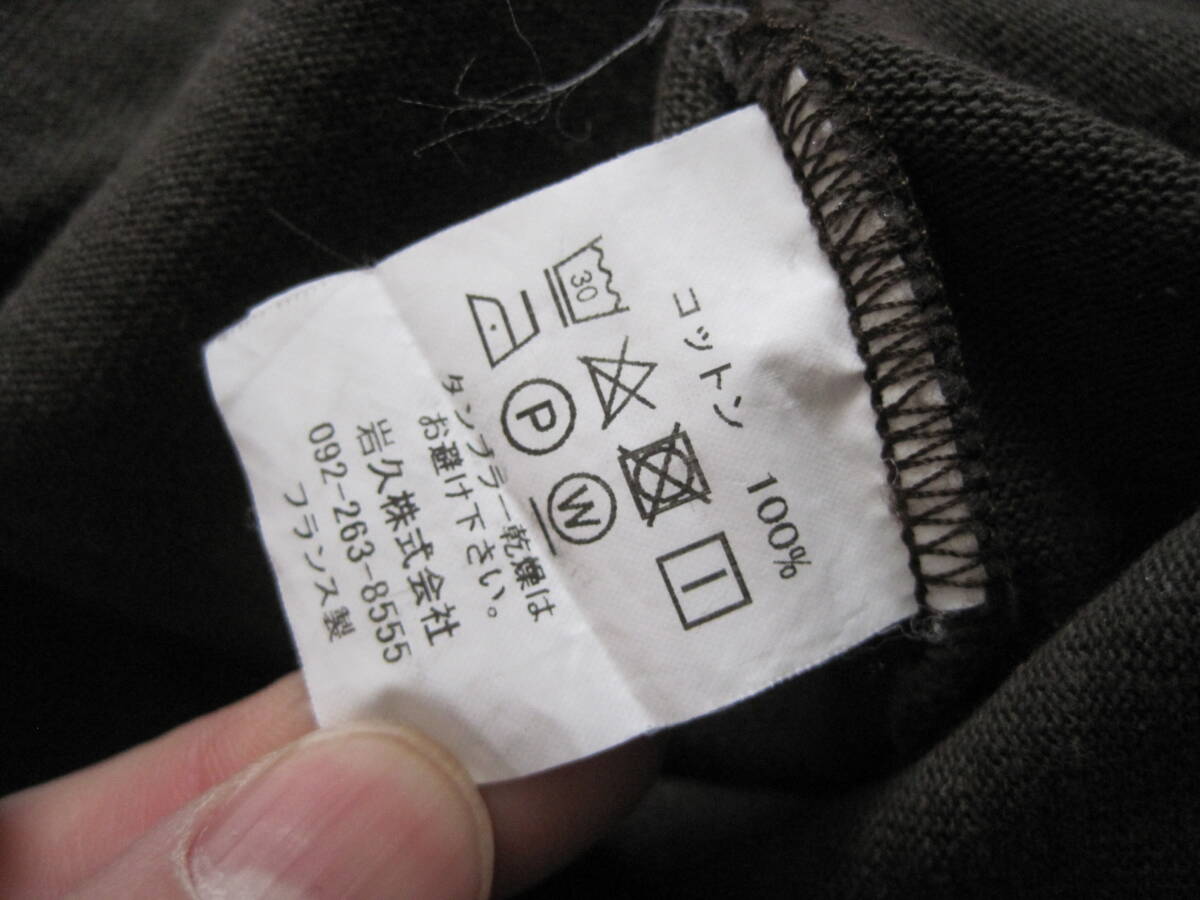 コットン 100%
30
P W
タンブラー乾燥は
お避け下さい。
岩久株式会社
092-263-8555
フランス製